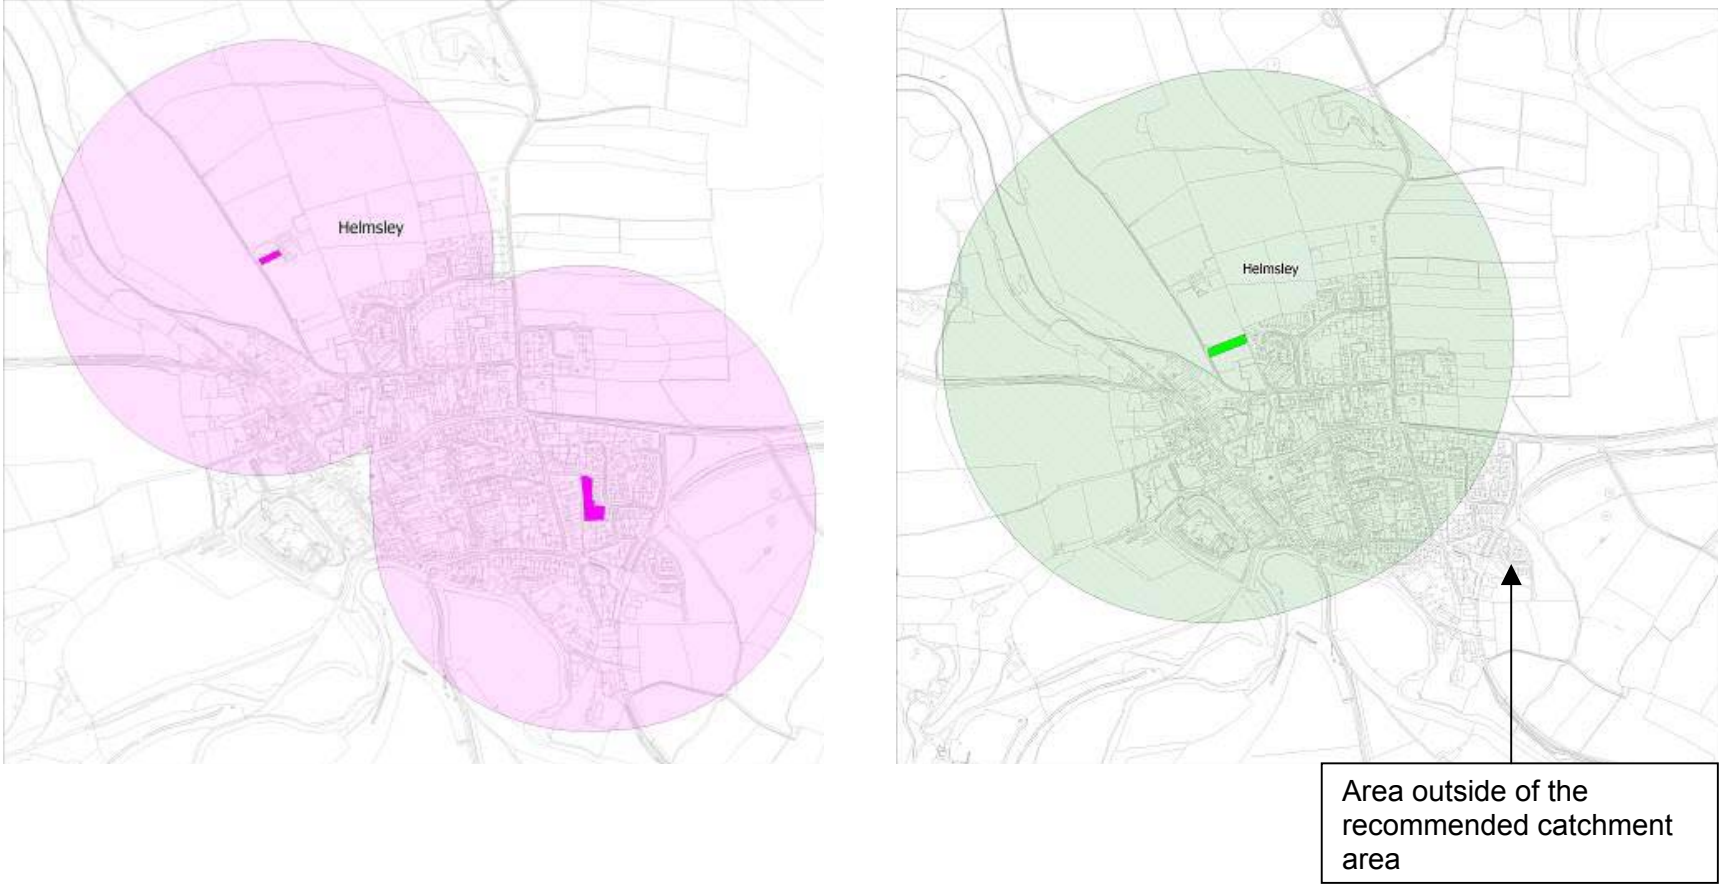 Helmsley
Helmsley
Area outside of the
recommended catchment
area